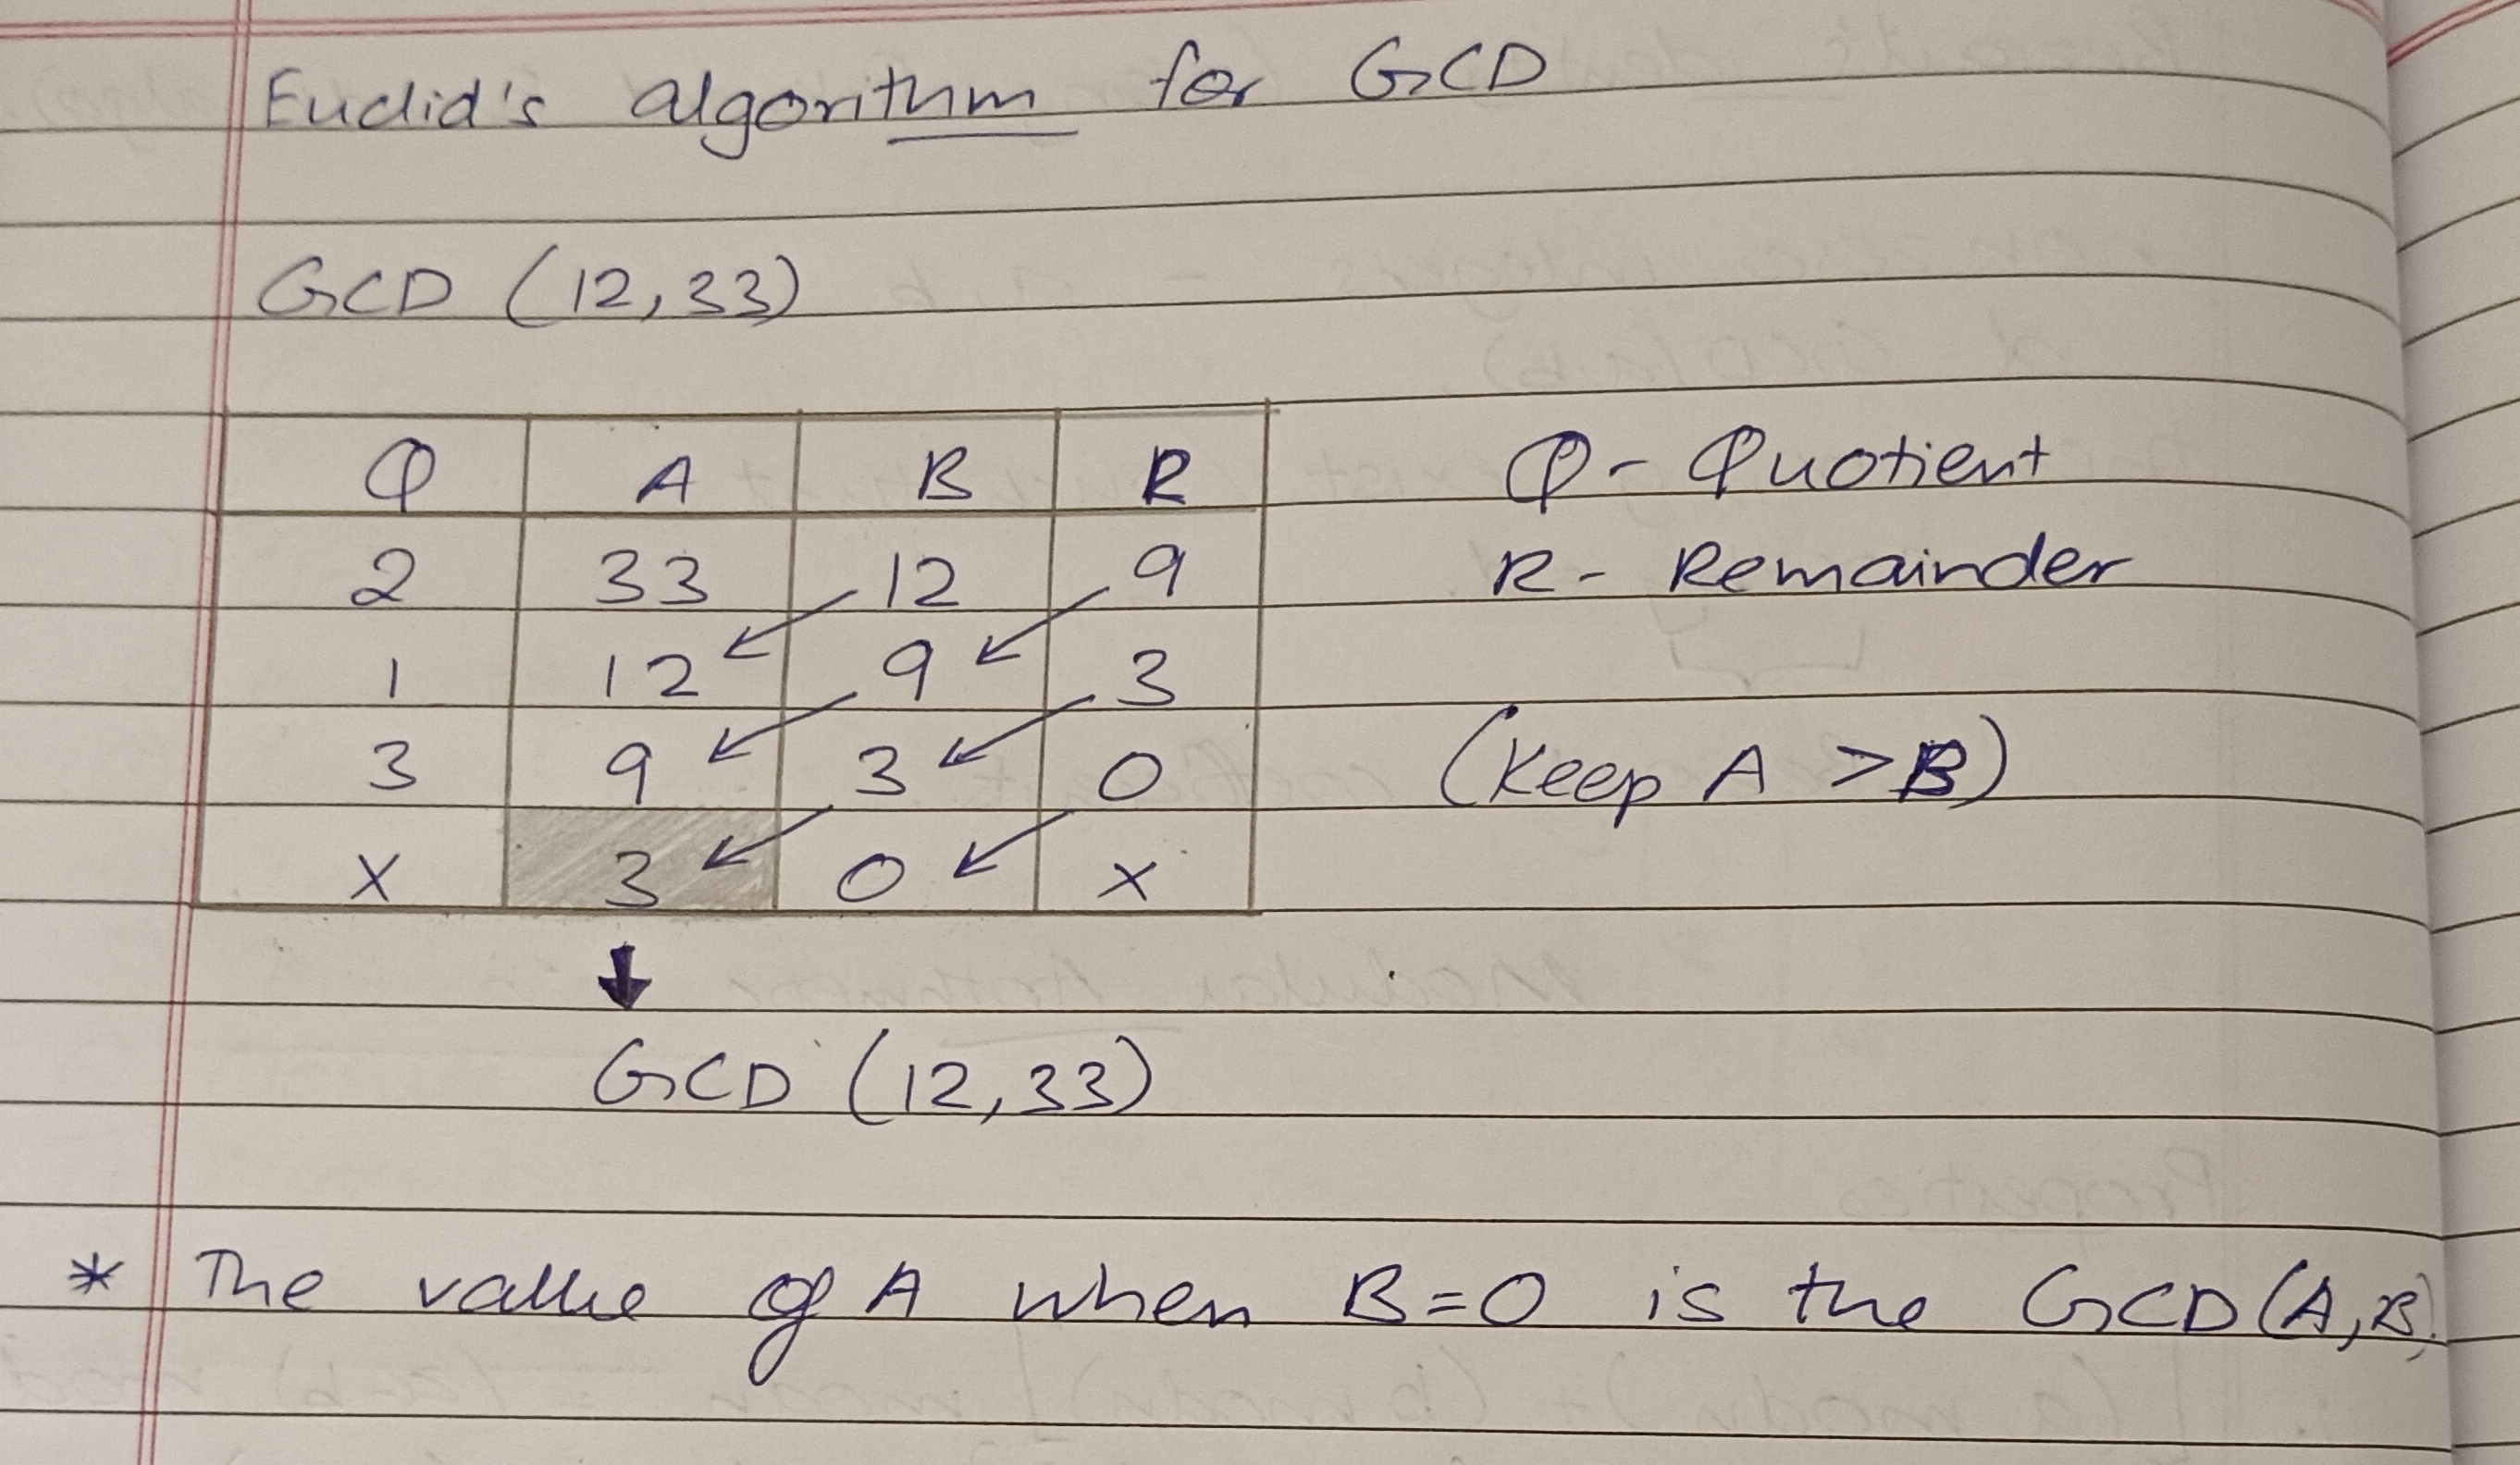 Euclid's algorithm for GCD
GCD (12,33)
Q A B R Q - Quotient
2 33 12 9 R - Remainder
1 12 9 3
3 9 3 0 (Keep A > B)
X 3 0 X
GCD (12,33)
* The value of A when B=0 is the GCD(A,B)